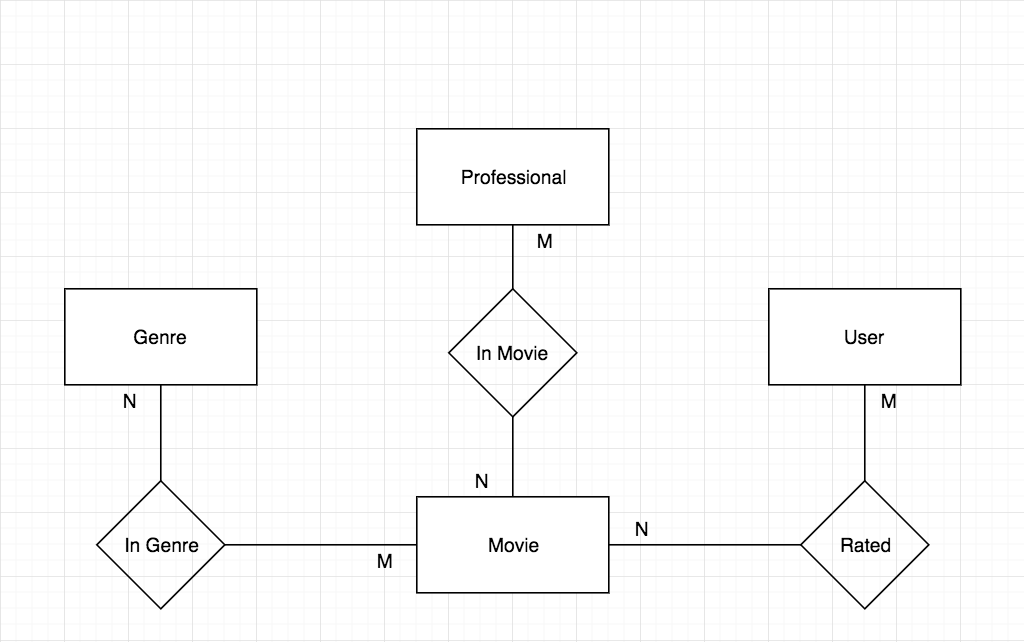 Professional
M
Genre
In Movie
User
N
M
N
In Genre
M
Movie
N
Rated